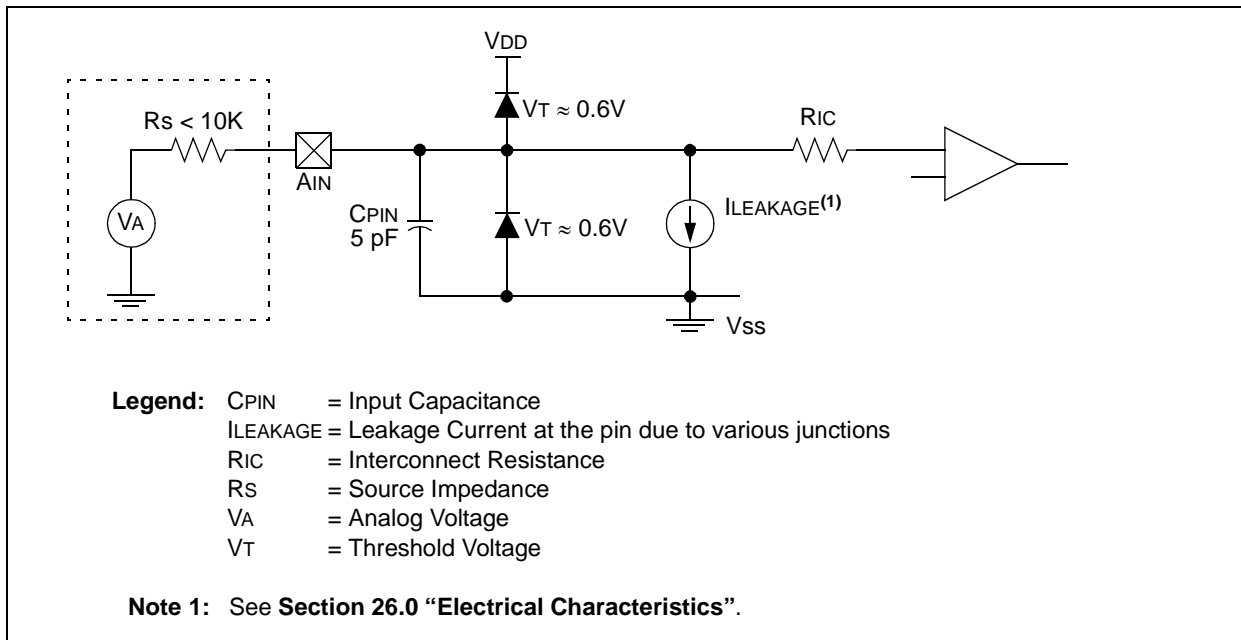 VDD
VT ≈ 0.6V
RIC
Rs < 10K
AIN
CPIN
5 pF
VA
VT ≈ 0.6V
ILEAKAGE(1)
Vss
Legend: CPIN = Input Capacitance
ILEAKAGE = Leakage Current at the pin due to various junctions
RIC = Interconnect Resistance
RS = Source Impedance
VA = Analog Voltage
VT = Threshold Voltage
Note 1: See Section 26.0 “Electrical Characteristics”.